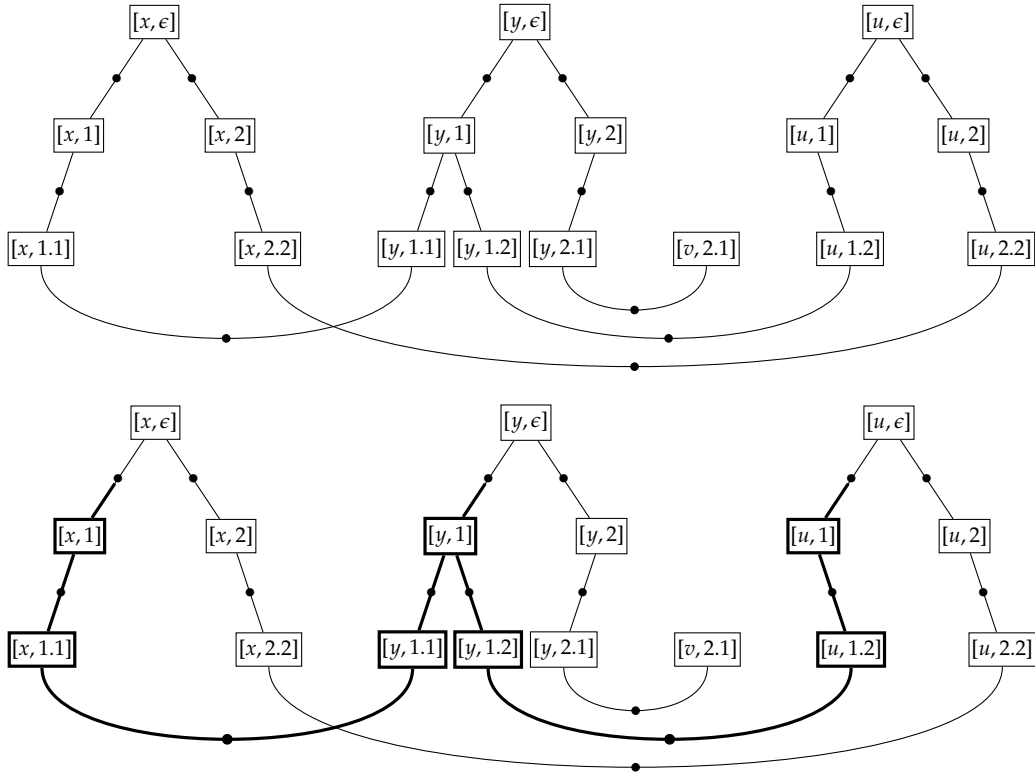 [x, ϵ] [y, ϵ] [u, ϵ]
[x, 1] [x, 2] [y, 1] [y, 2] [u, 1] [u, 2]
[x, 1.1] [x, 2.2] [y, 1.1] [y, 1.2] [y, 2.1] [v, 2.1] [u, 1.2] [u, 2.2]
[x, ϵ] [y, ϵ] [u, ϵ]
[x, 1] [x, 2] [y, 1] [y, 2] [u, 1] [u, 2]
[x, 1.1] [x, 2.2] [y, 1.1] [y, 1.2] [y, 2.1] [v, 2.1] [u, 1.2] [u, 2.2]